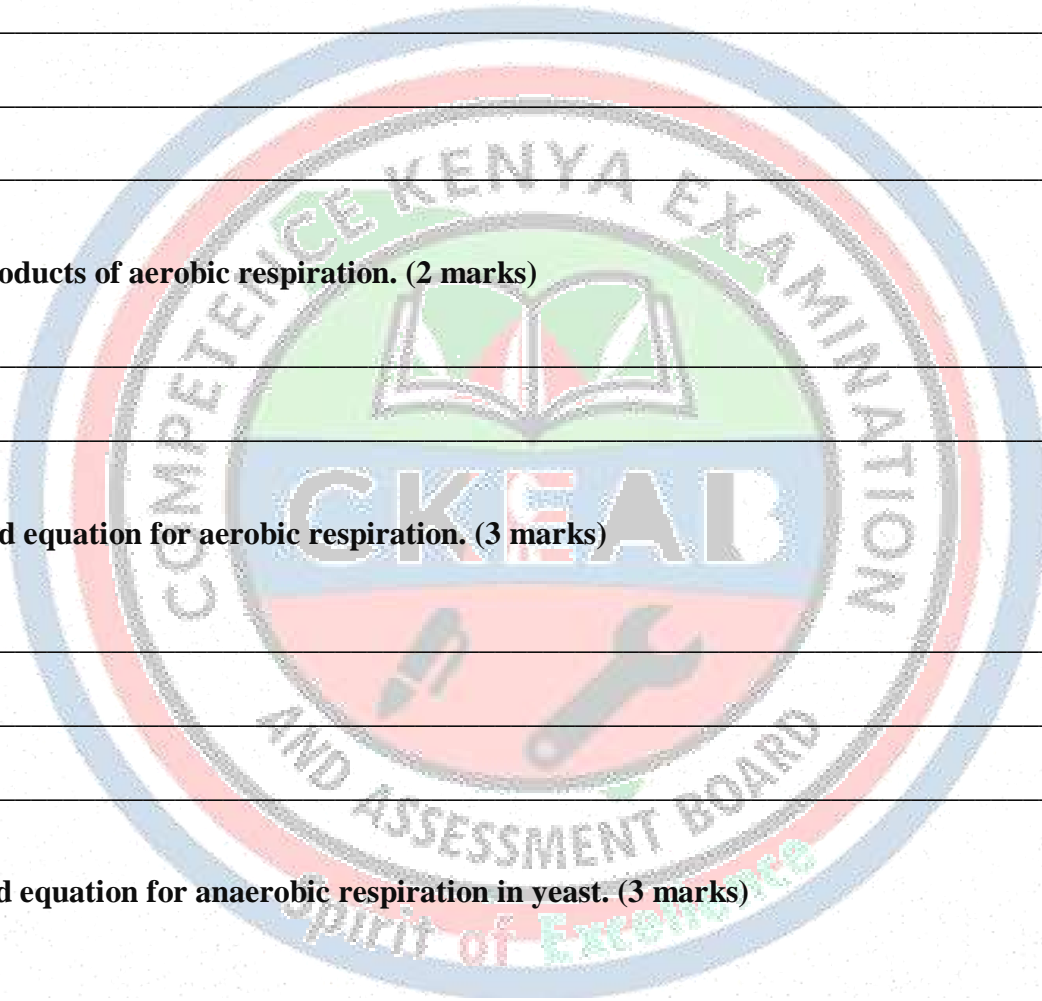 COMPETENCE KENYA EXAMINATION
oducts of aerobic respiration. (2 marks)
CKEAB
d equation for aerobic respiration. (3 marks)
AND ASSESSMENT BOARD
d equation for anaerobic respiration in yeast. (3 marks)
Spirit of Excellence